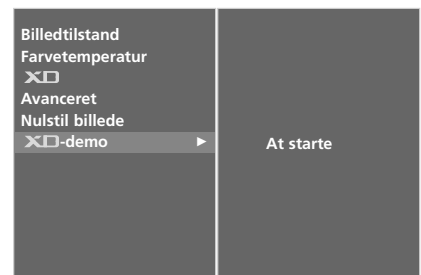 Billedtilstand
Farvetemperatur
XD
Avanceret
Nulstil billede
XD-demo ►
At starte